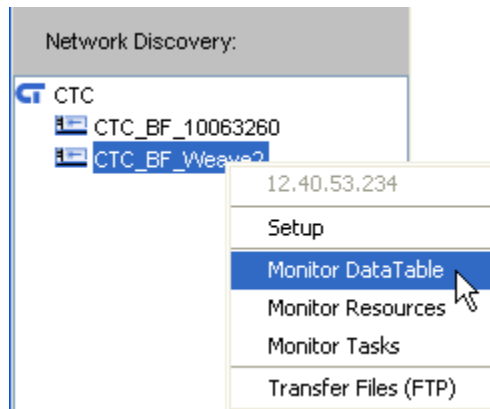 Network Discovery:
CTC
CTC_BF_10063260
CTC_BF_Weave2
12.40.53.234
Setup
Monitor DataTable
Monitor Resources
Monitor Tasks
Transfer Files (FTP)